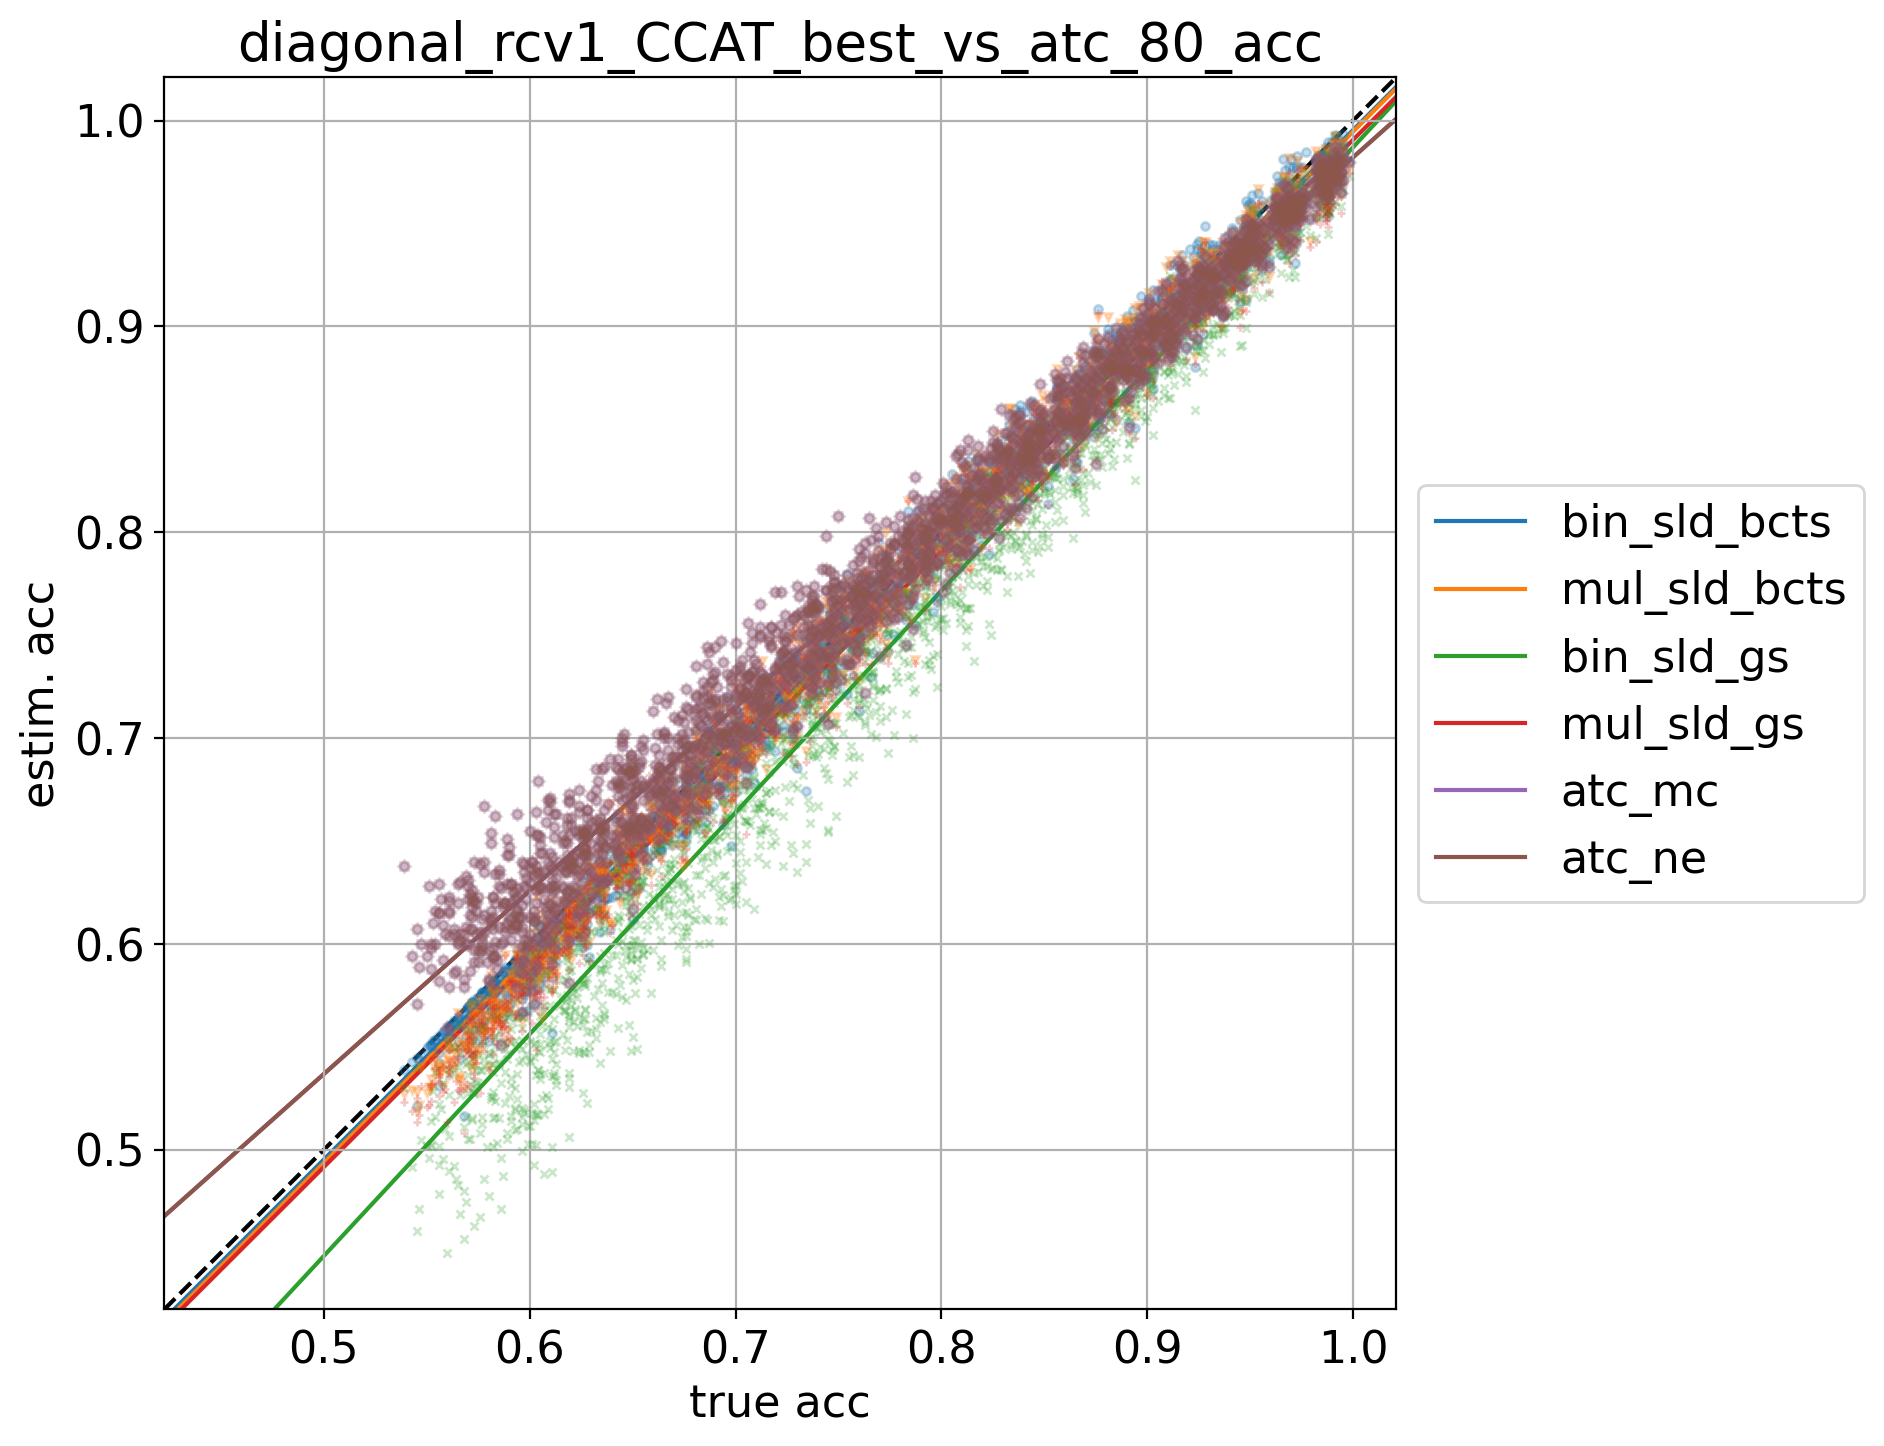 diagonal_rcv1_CCAT_best_vs_atc_80_acc
1.0
0.9
0.8
0.7
0.6
0.5
estim. acc
0.5 0.6 0.7 0.8 0.9 1.0
true acc
bin_sld_bcts
mul_sld_bcts
bin_sld_gs
mul_sld_gs
atc_mc
atc_ne